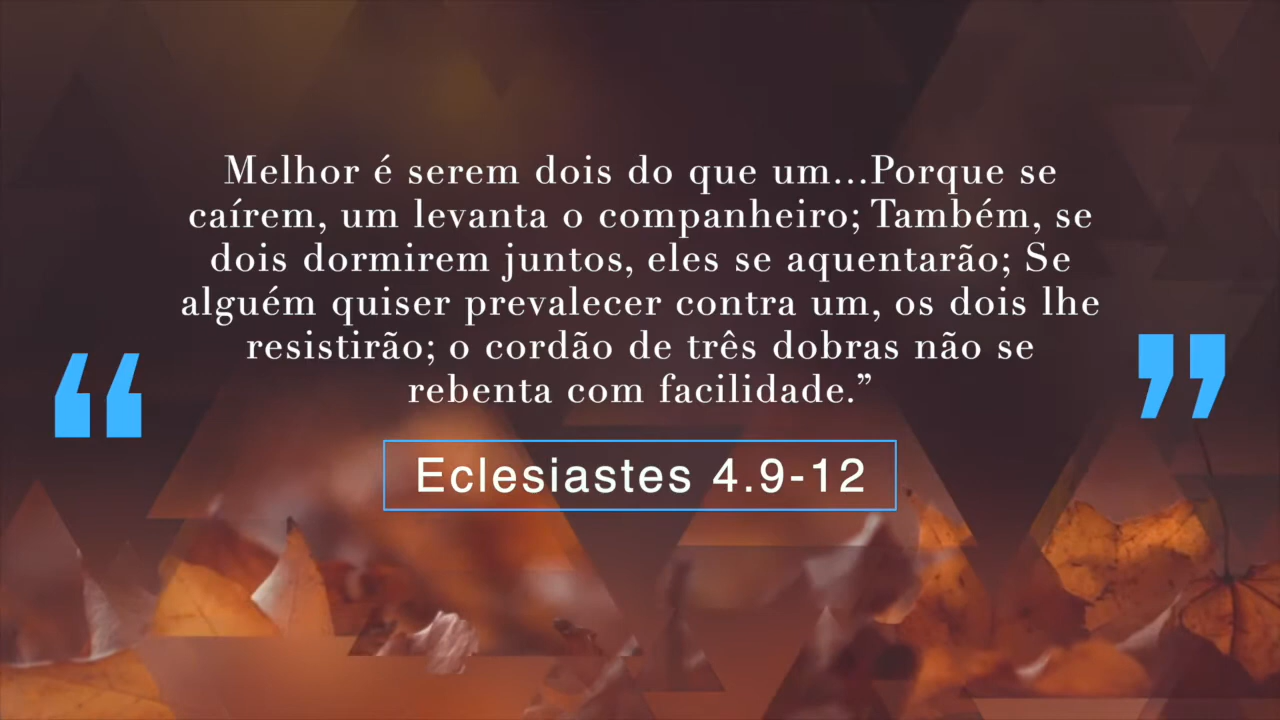 Melhor é serem dois do que um...Porque se
caírem, um levanta o companheiro; Também, se
dois dormirem juntos, eles se aquentarão; Se
alguém quiser prevalecer contra um, os dois lhe
resistirão; o cordão de três dobras não se
rebenta com facilidade.”
“ ”
Eclesiastes 4.9-12